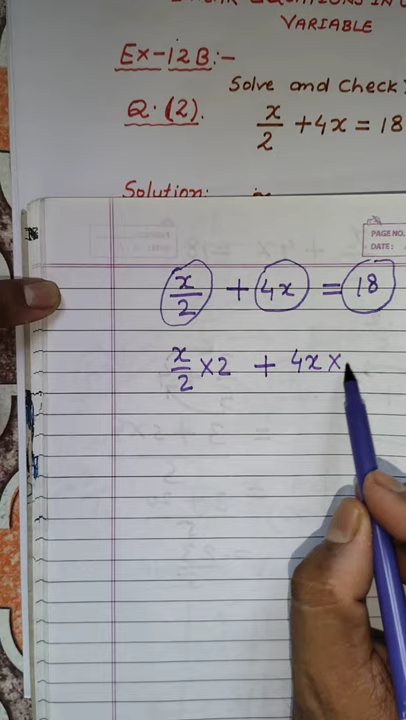 VARIABLE
Ex-12B:-
Solve and Check:
Q.(2). x/2 + 4x = 18
Solution:
PAGE NO.
DATE:
x/2 + 4x = 18
x/2 × 2 + 4x ×